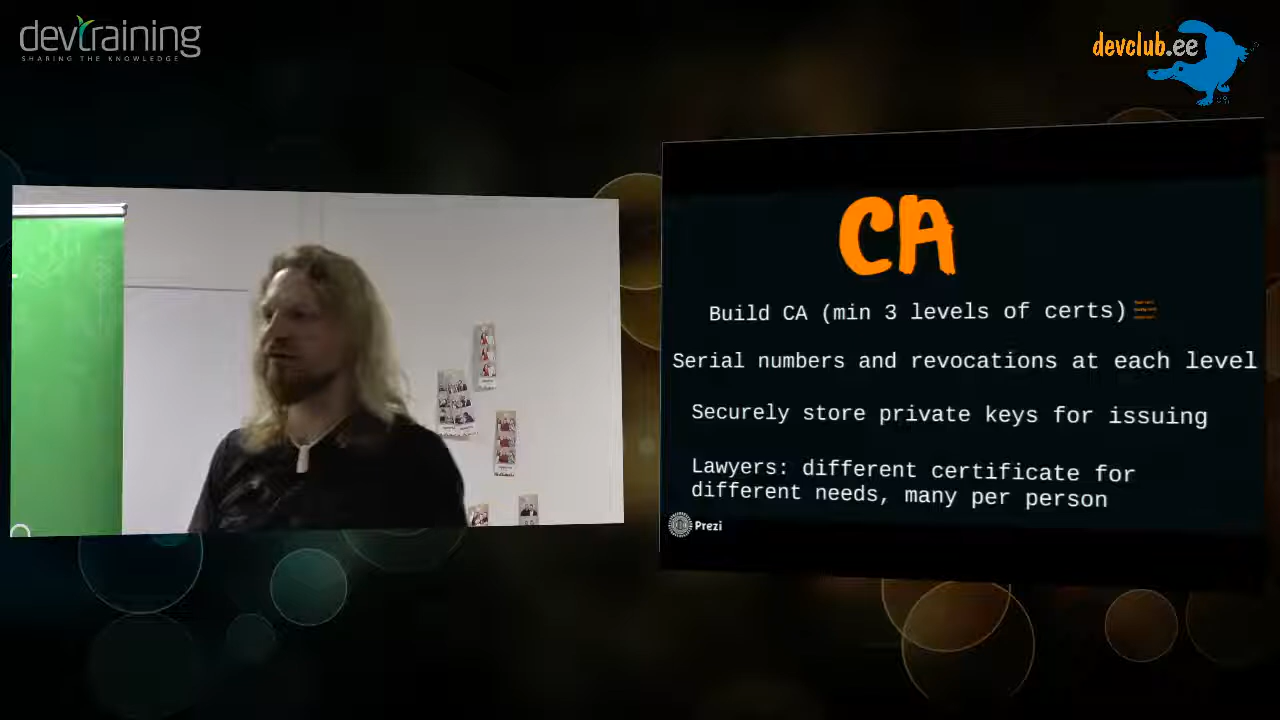 devtraining
SHARING THE KNOWLEDGE
devclub.ee
CA
Build CA (min 3 levels of certs)
Serial numbers and revocations at each level
Securely store private keys for issuing
Lawyers: different certificate for
different needs, many per person
Prezi